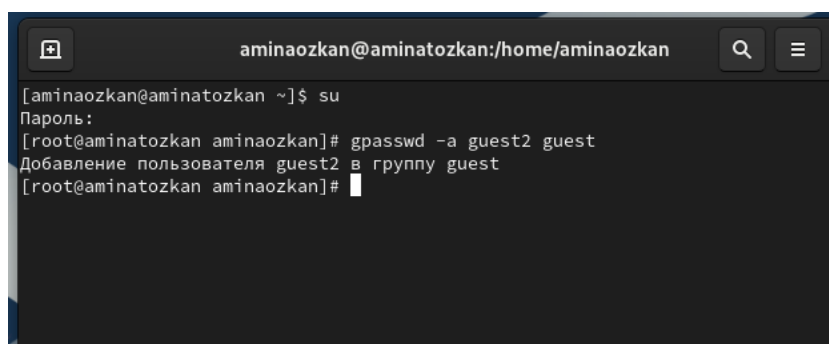 aminaozkan@aminatozkan:/home/aminaozkan
[aminaozkan@aminatozkan ~]$ su
Пароль:
[root@aminatozkan aminaozkan]# gpasswd -a guest2 guest
Добавление пользователя guest2 в группу guest
[root@aminatozkan aminaozkan]#